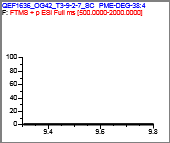 QEF1636_OG42_T3-9-2-7_SC PME-DEG-38:4
F: FTMS + p ESI Full ms [500.0000-2000.0000]
100
80
60
40
20
0
9.4 9.6 9.8